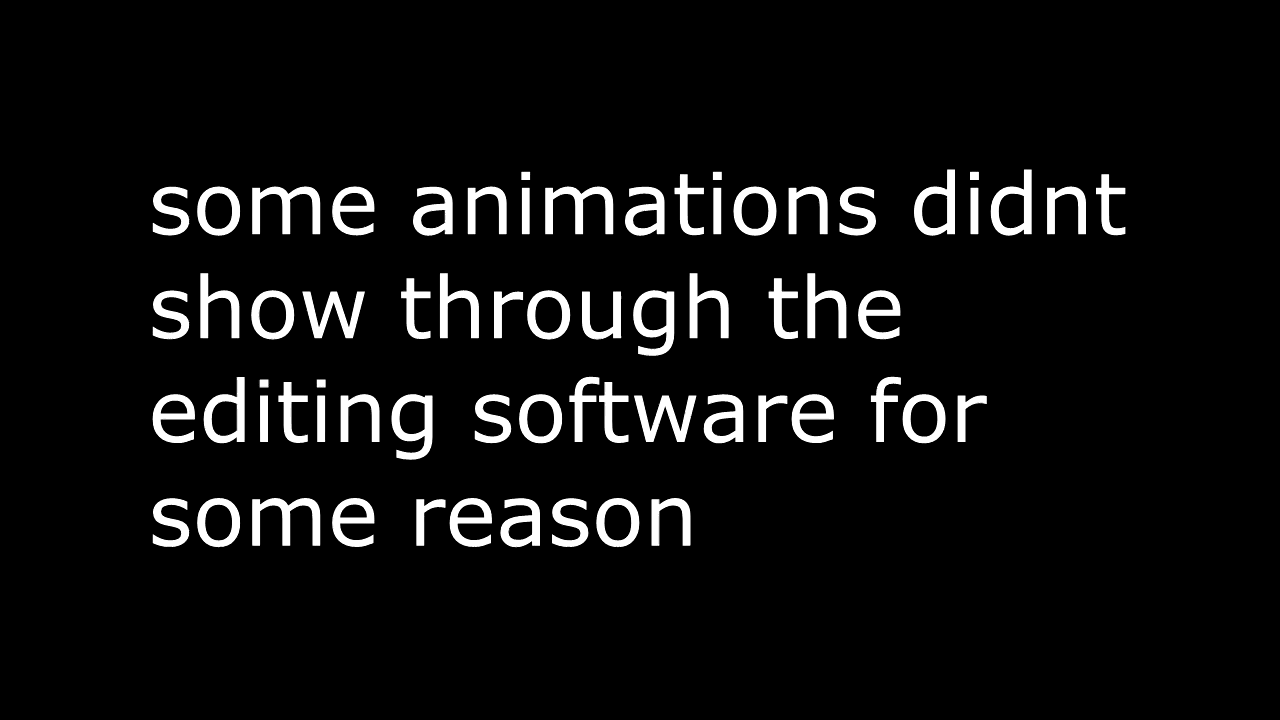 some animations didnt
show through the
editing software for
some reason